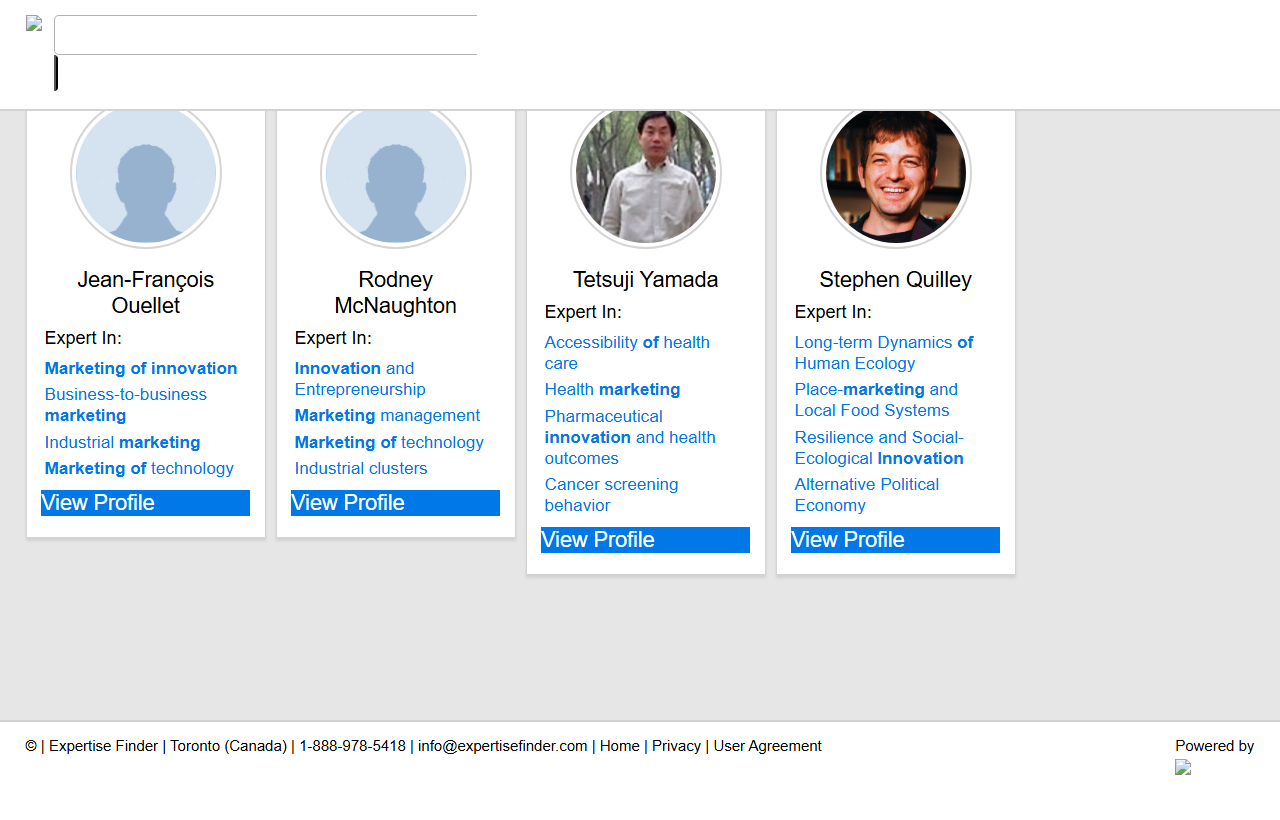 Jean-François
Ouellet
Expert In:
Marketing of innovation
Business-to-business
marketing
Industrial marketing
Marketing of technology
View Profile
Rodney
McNaughton
Expert In:
Innovation and
Entrepreneurship
Marketing management
Marketing of technology
Industrial clusters
View Profile
Tetsuji Yamada
Expert In:
Accessibility of health
care
Health marketing
Pharmaceutical
innovation and health
outcomes
Cancer screening
behavior
View Profile
Stephen Quilley
Expert In:
Long-term Dynamics of
Human Ecology
Place-marketing and
Local Food Systems
Resilience and Social-
Ecological Innovation
Alternative Political
Economy
View Profile
© | Expertise Finder | Toronto (Canada) | 1-888-978-5418 | info@expertisefinder.com | Home | Privacy | User Agreement
Powered by